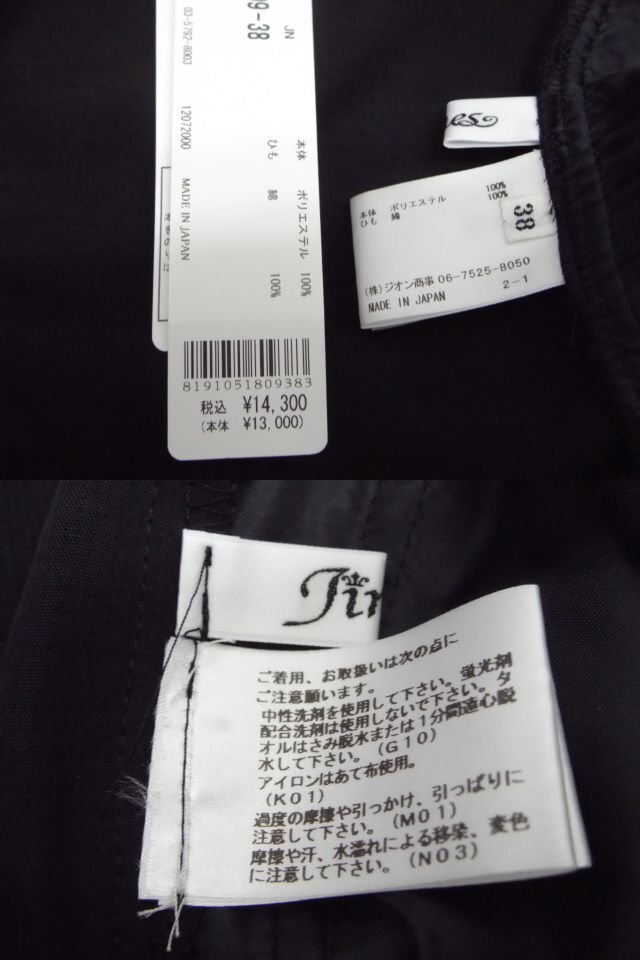 03-5792-8003
9-38
JN
12072000 MADE IN JAPAN
本体 ポリエステル 100%
ひも 綿 100%
8191051809383
税込 ¥14,300
(本体 ¥13,000)
本体 ポリエステル 100%
ひも 綿 100%
38
(株)ジオン商事 06-7525-8050
MADE IN JAPAN 2-1
ご着用、お取扱いは次の点に
ご注意願います。
中性洗剤を使用して下さい。蛍光剤
配合洗剤は使用しないで下さい。タ
オルはさみ脱水または1分間遠心脱
水して下さい。(G10)
アイロンはあて布使用。
(K01)
過度の摩擦や引っかけ、引っぱりに
注意して下さい。(M01)
摩擦や汗、水濡れによる移染、変色
に注意して下さい。(N03)